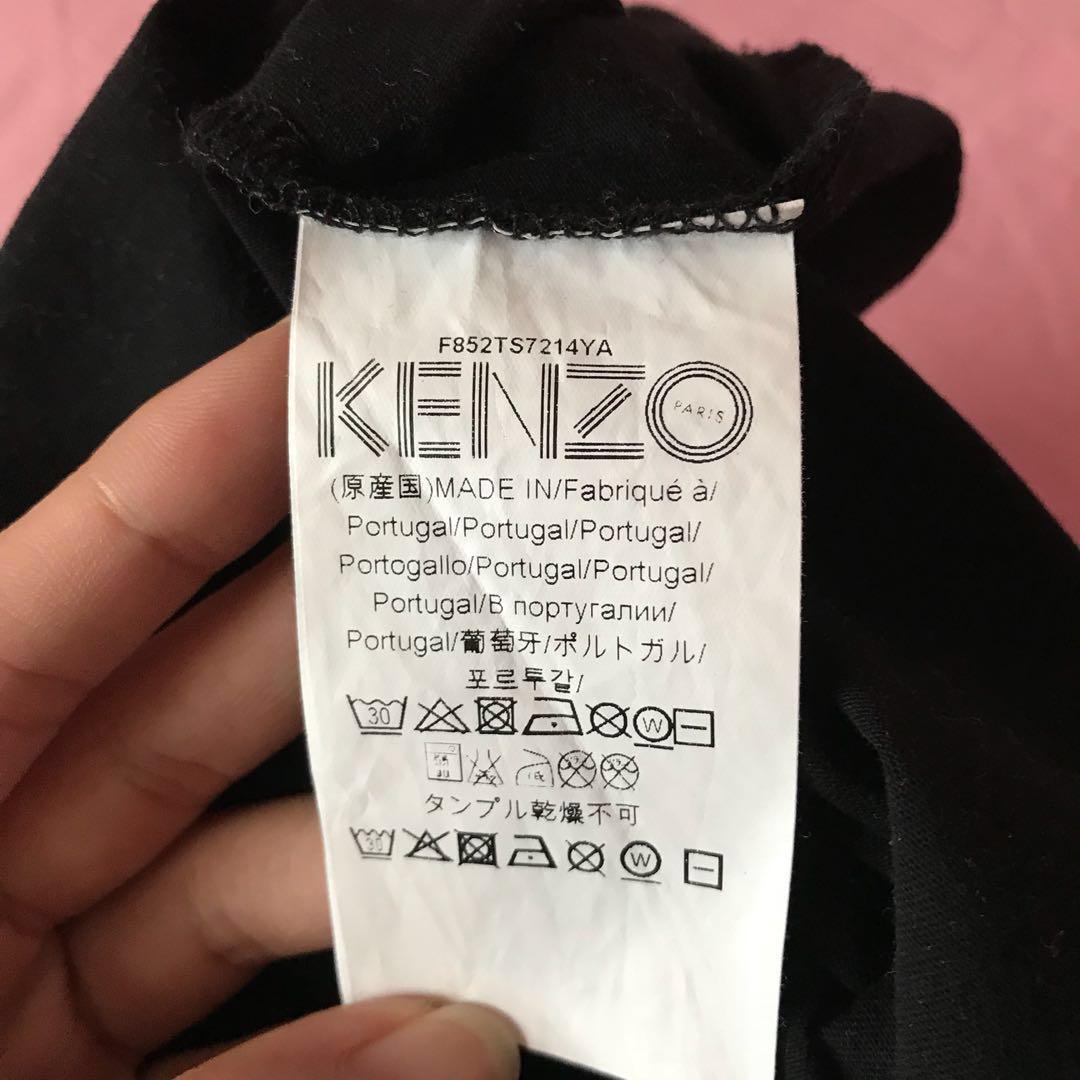 F852TS7214YA
KENZO
PARIS
(原産国)MADE IN/Fabriqué à/
Portugal/Portugal/Portugal/
Portogallo/Portugal/Portugal/
Portugal/В португалии/
Portugal/葡萄牙/ポルトガル/
포르투갈/
30 W
タンプル乾燥不可
30 W